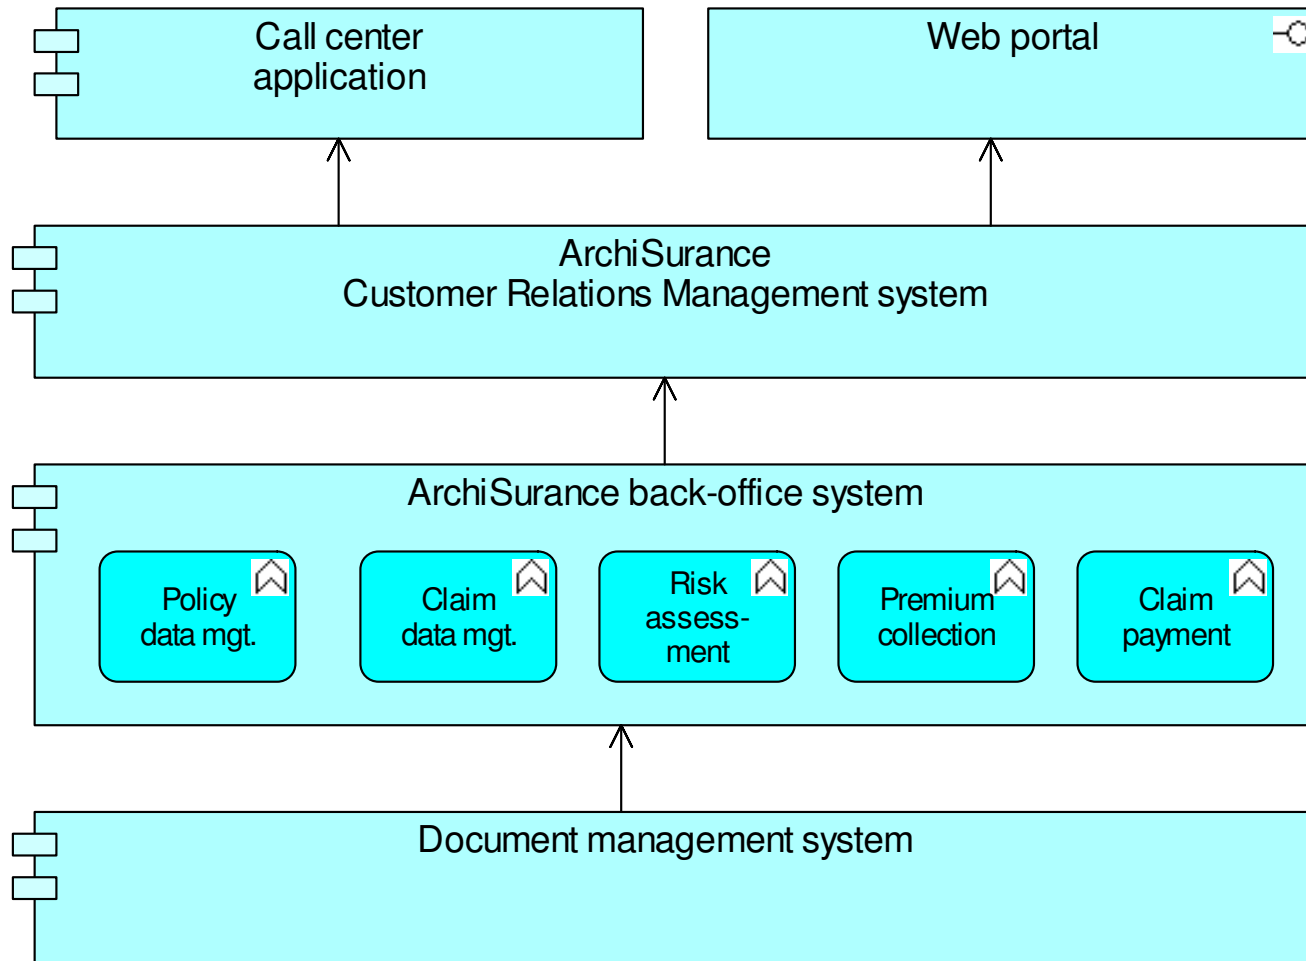 Call center
application
Web portal
ArchiSurance
Customer Relations Management system
ArchiSurance back-office system
Policy
data mgt.
Claim
data mgt.
Risk
assess-
ment
Premium
collection
Claim
payment
Document management system